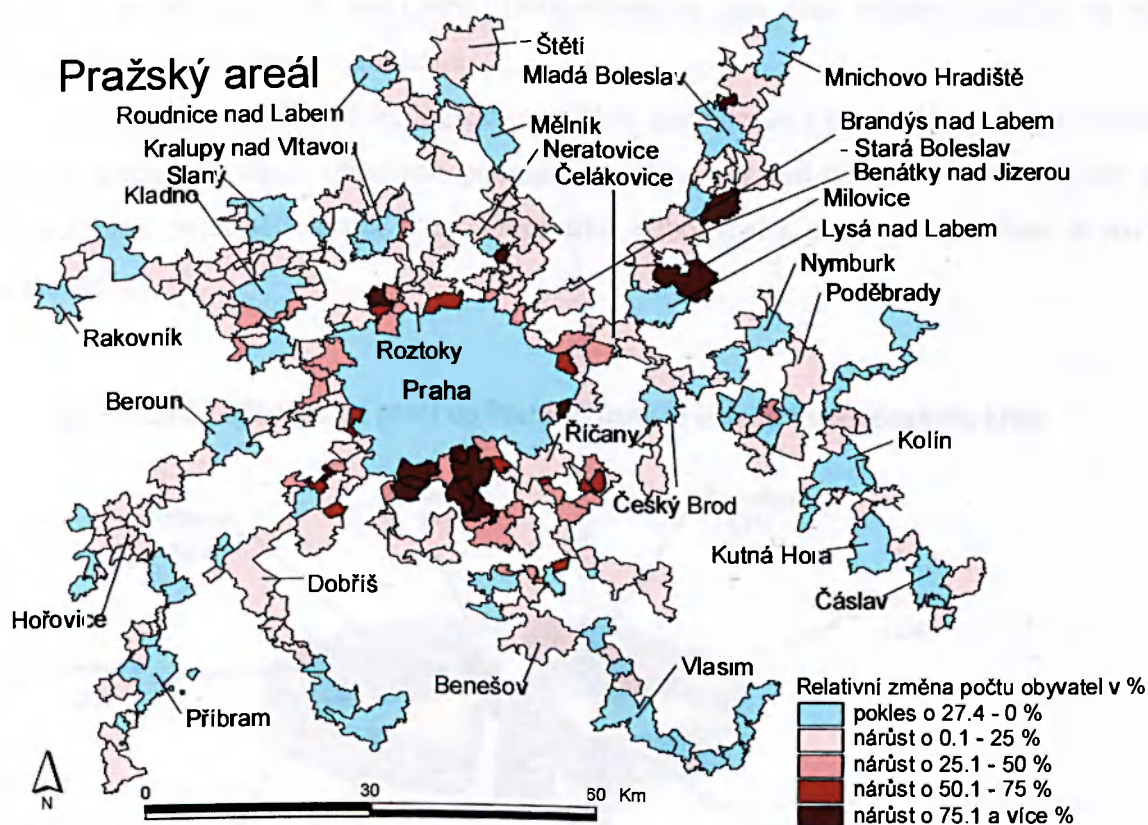 Pražský areál
Štětí
Mladá Boleslav
Mnichovo Hradiště
Roudnice nad Labem
Mělník
Brandýs nad Labem
- Stará Boleslav
Kralupy nad Vltavou
Neratovice
Slaný
Čelákovice
Benátky nad Jizerou
Kladno
Milovice
Lysá nad Labem
Nymburk
Poděbrady
Rakovník
Roztoky
Praha
Beroun
Říčany
Kolín
Český Brod
Kutná Hora
Dobříš
Čáslav
Hořovice
Vlasim
Benešov
Příbram
Relativní změna počtu obyvatel v %
pokles o 27.4 - 0 %
nárůst o 0.1 - 25 %
nárůst o 25.1 - 50 %
nárůst o 50.1 - 75 %
nárůst o 75.1 a více %
N
0 30 60 Km